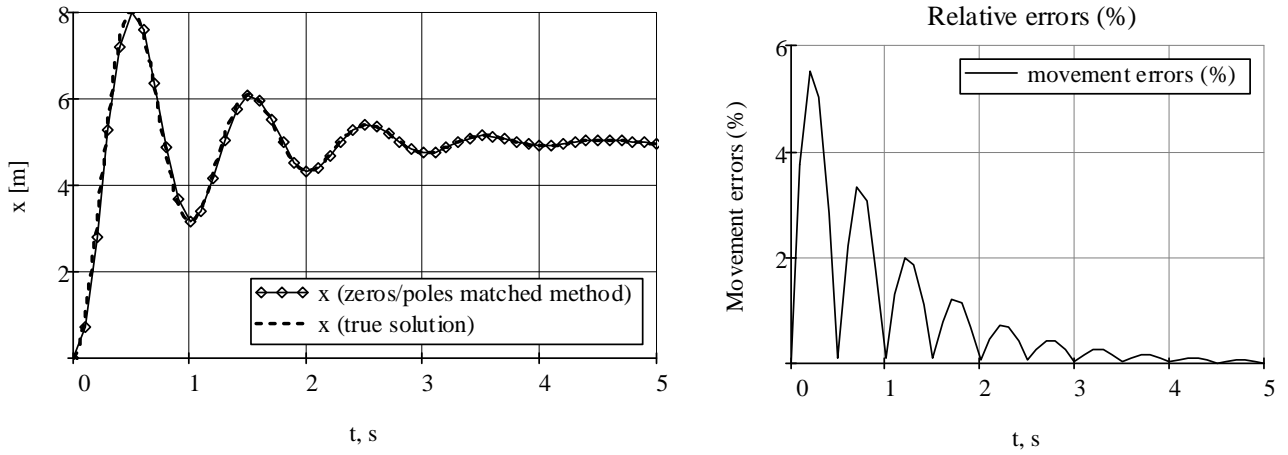 8
6
4
2
x [m]
x (zeros/poles matched method)
x (true solution)
0 1 2 3 4 5
t, s
Relative errors (%)
6
4
2
Movement errors (%)
movement errors (%)
0 1 2 3 4 5
t, s